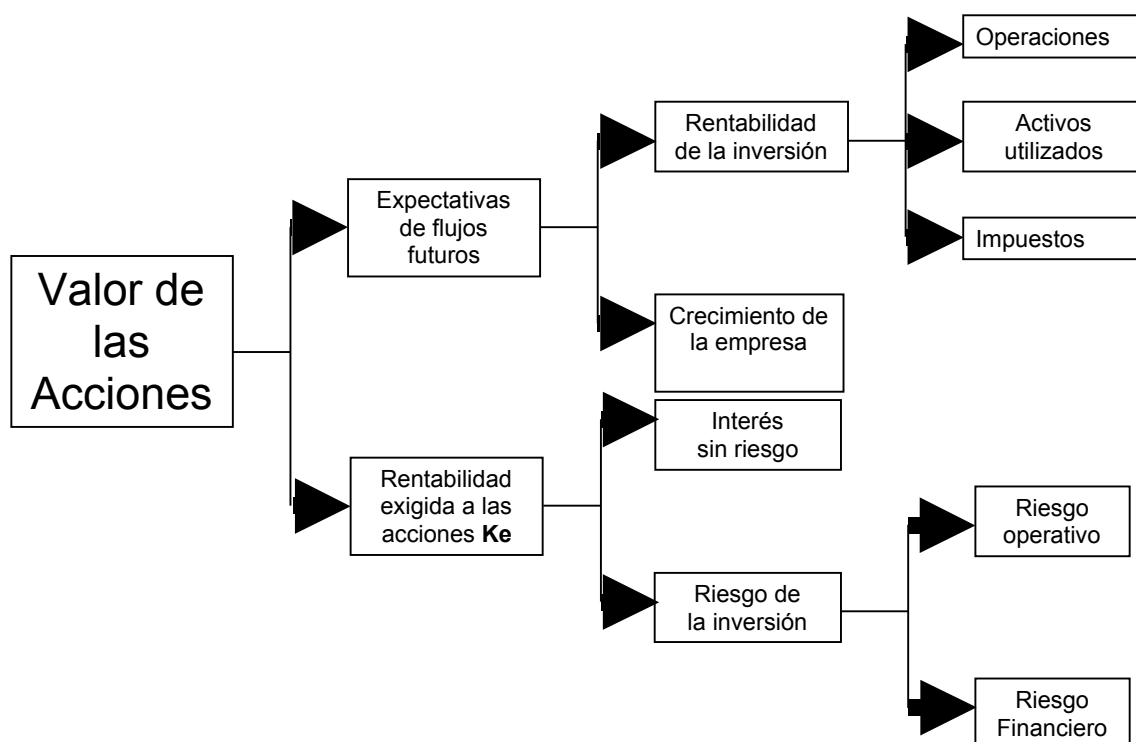 Operaciones
Rentabilidad
de la inversión
Activos
utilizados
Expectativas
de flujos
futuros
Impuestos
Valor de
las
Acciones
Crecimiento de
la empresa
Interés
sin riesgo
Rentabilidad
exigida a las
acciones Ke
Riesgo
operativo
Riesgo de
la inversión
Riesgo
Financiero